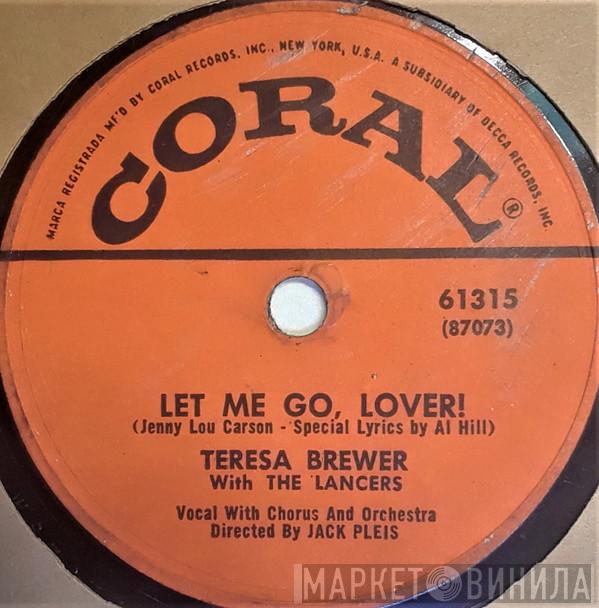 MARCA REGISTRADA MF'D BY CORAL RECORDS, INC., NEW YORK, U.S.A. A SUBSIDIARY OF DECCA RECORDS, INC.
CORAL®
61315
(87073)
LET ME GO, LOVER!
(Jenny Lou Carson - Special Lyrics by Al Hill)
TERESA BREWER
With THE LANCERS
Vocal With Chorus And Orchestra
Directed By JACK PLEIS
МАРКЕТ ВИНИЛА